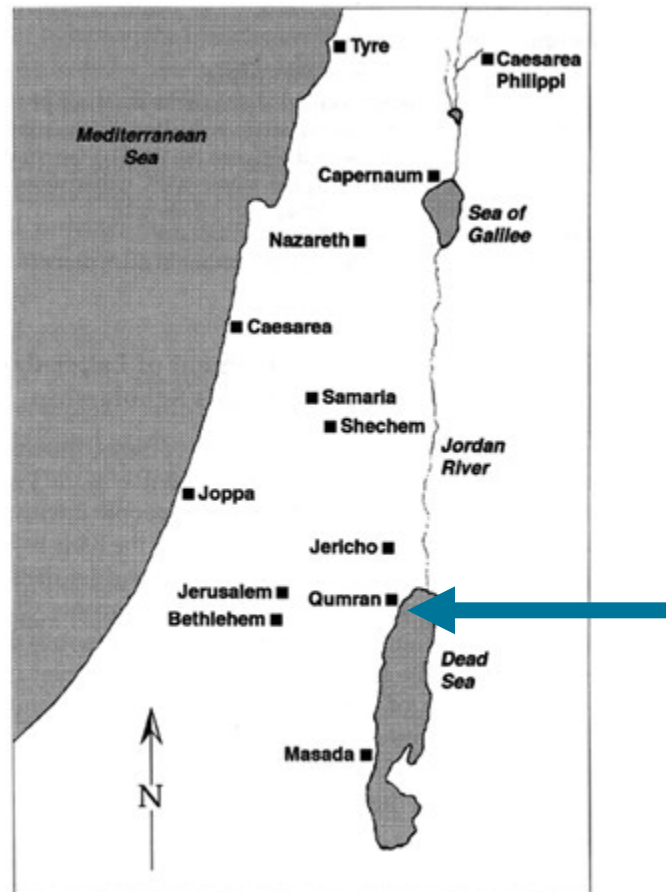 Tyre
Caesarea
Philippi
Mediterranean
Sea
Capernaum
Sea of
Galilee
Nazareth
Caesarea
Samaria
Shechem
Jordan
River
Joppa
Jericho
Jerusalem
Qumran
Bethlehem
Dead
Sea
Masada
N